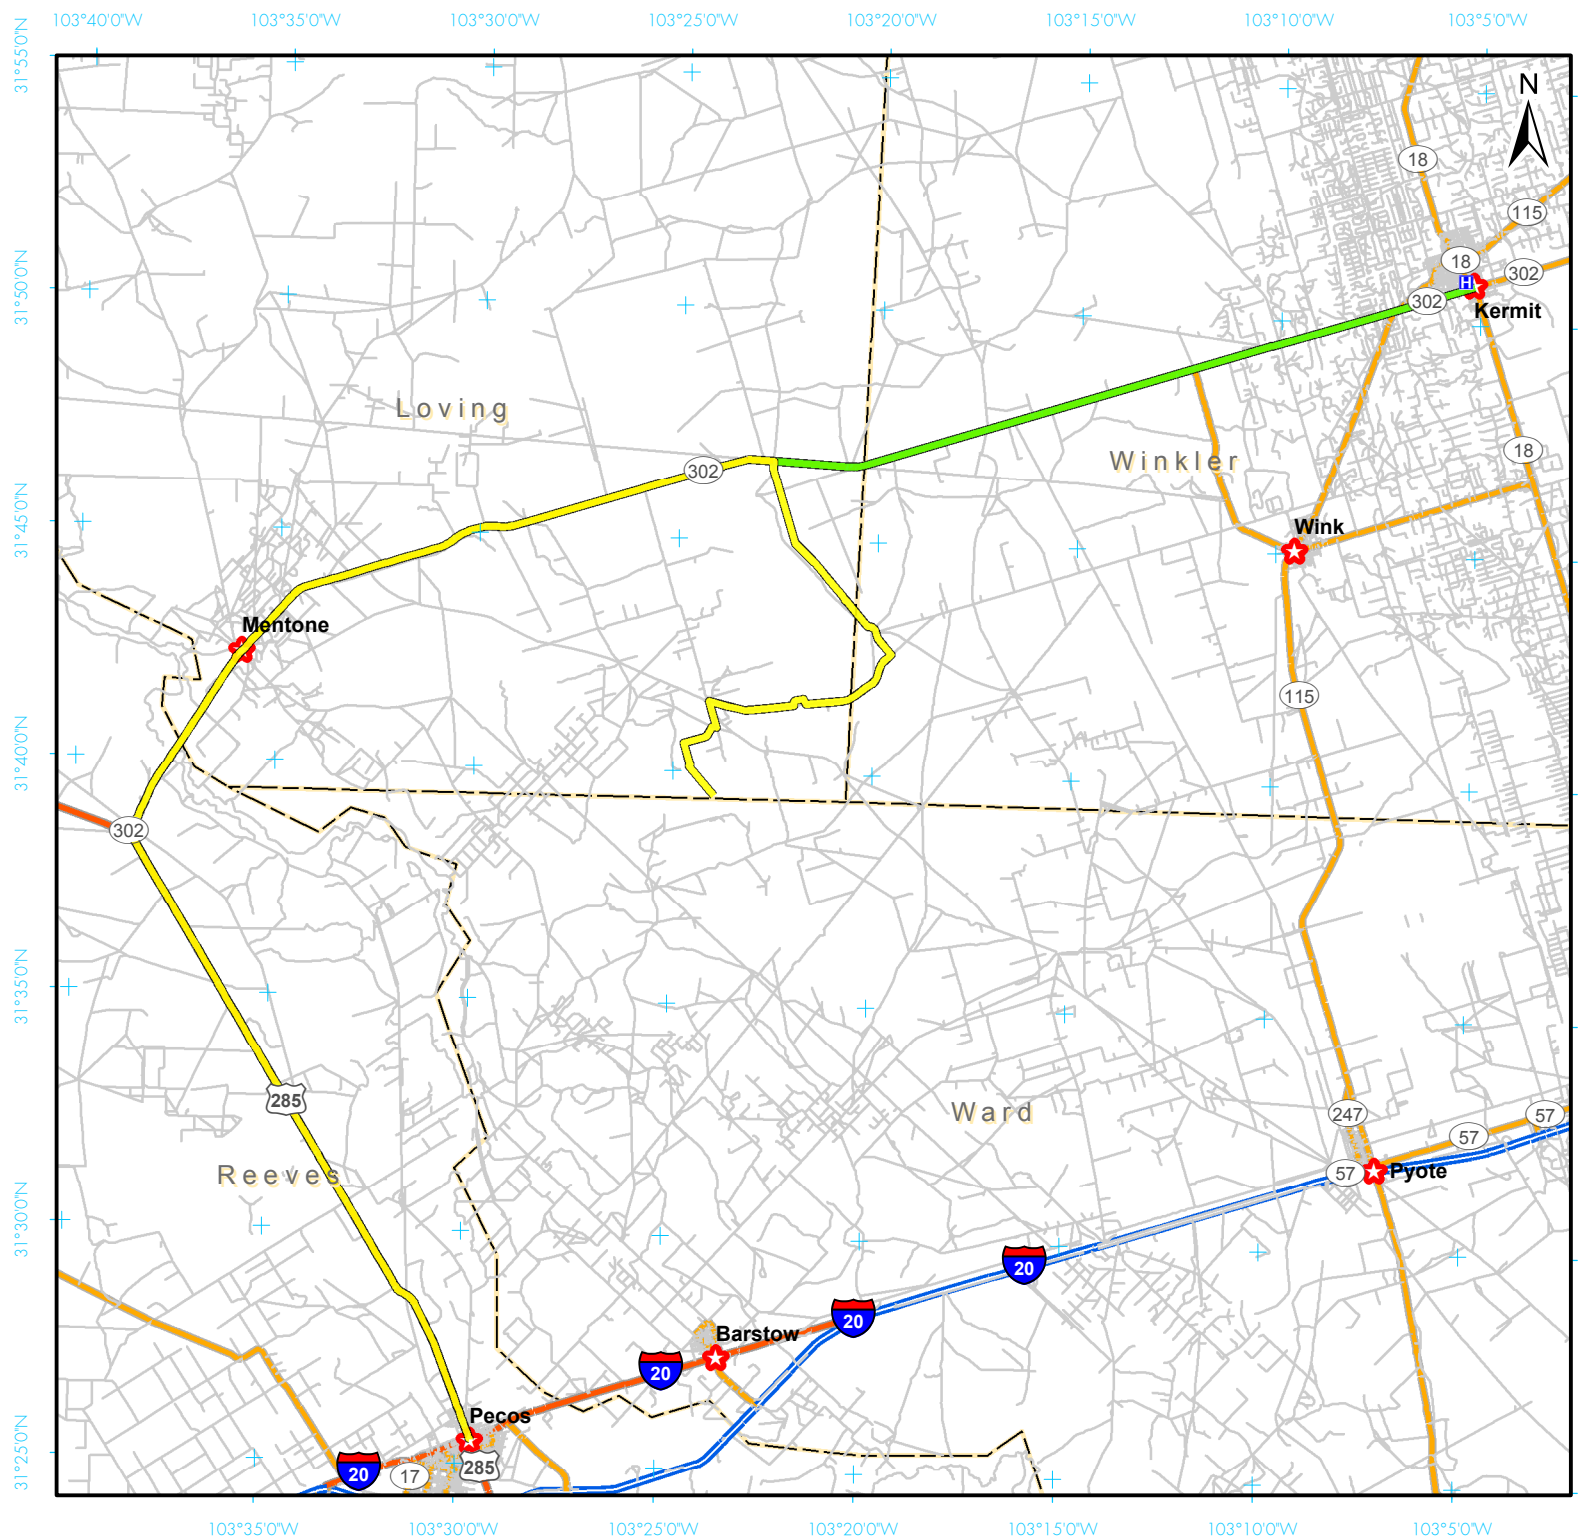 103°40'0"W
103°35'0"W
103°30'0"W
103°25'0"W
103°20'0"W
103°15'0"W
103°10'0"W
103°5'0"W
31°55'0"N
N
18
115
18
302
31°50'0"N
H
302
Kermit
Loving
Winkler
18
302
31°45'0"N
Wink
Mentone
115
31°40'0"N
302
31°35'0"N
285
Ward
247
57
57
57
Pyote
Reeves
31°30'0"N
20
20
Barstow
20
Pecos
31°25'0"N
20
17
285
103°35'0"W
103°30'0"W
103°25'0"W
103°20'0"W
103°15'0"W
103°10'0"W
103°5'0"W